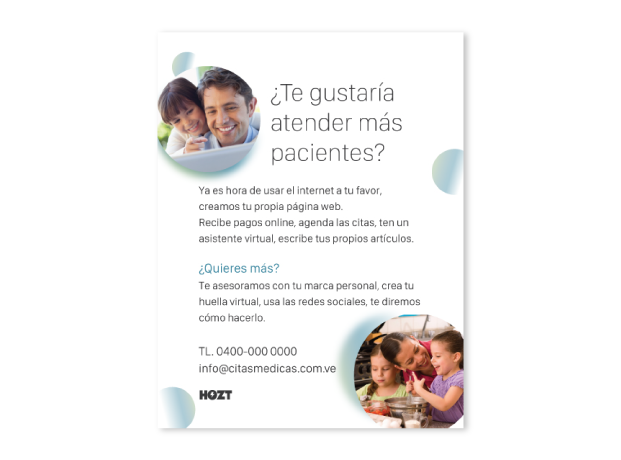 ¿Te gustaría
atender más
pacientes?
Ya es hora de usar el internet a tu favor,
creamos tu propia página web.
Recibe pagos online, agenda las citas, ten un
asistente virtual, escribe tus propios artículos.
¿Quieres más?
Te asesoramos con tu marca personal, crea tu
huella virtual, usa las redes sociales, te diremos
cómo hacerlo.
TL. 0400-000 0000
info@citasmedicas.com.ve
HOZT